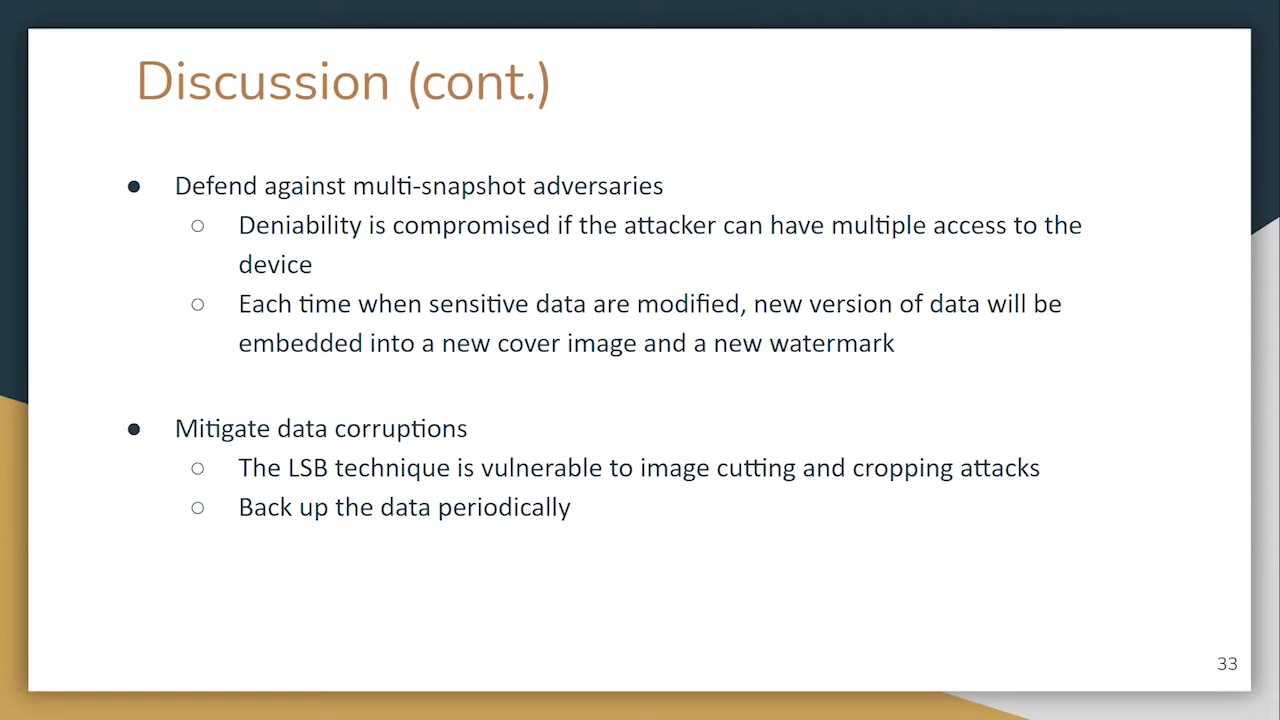 Discussion (cont.)
● Defend against multi-snapshot adversaries
○ Deniability is compromised if the attacker can have multiple access to the
device
○ Each time when sensitive data are modified, new version of data will be
embedded into a new cover image and a new watermark
● Mitigate data corruptions
○ The LSB technique is vulnerable to image cutting and cropping attacks
○ Back up the data periodically
33